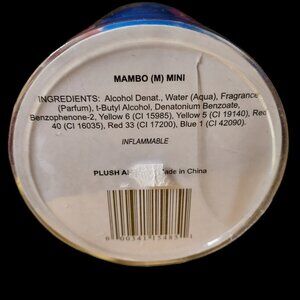 MAMBO (M) MINI
INGREDIENTS: Alcohol Denat., Water (Aqua), Fragrance
(Parfum), t-Butyl Alcohol, Denatonium Benzoate,
Benzophenone-2, Yellow 6 (CI 15985), Yellow 5 (CI 19140), Red
40 (CI 16035), Red 33 (CI 17200), Blue 1 (CI 42090).
INFLAMMABLE
PLUSH Made in China